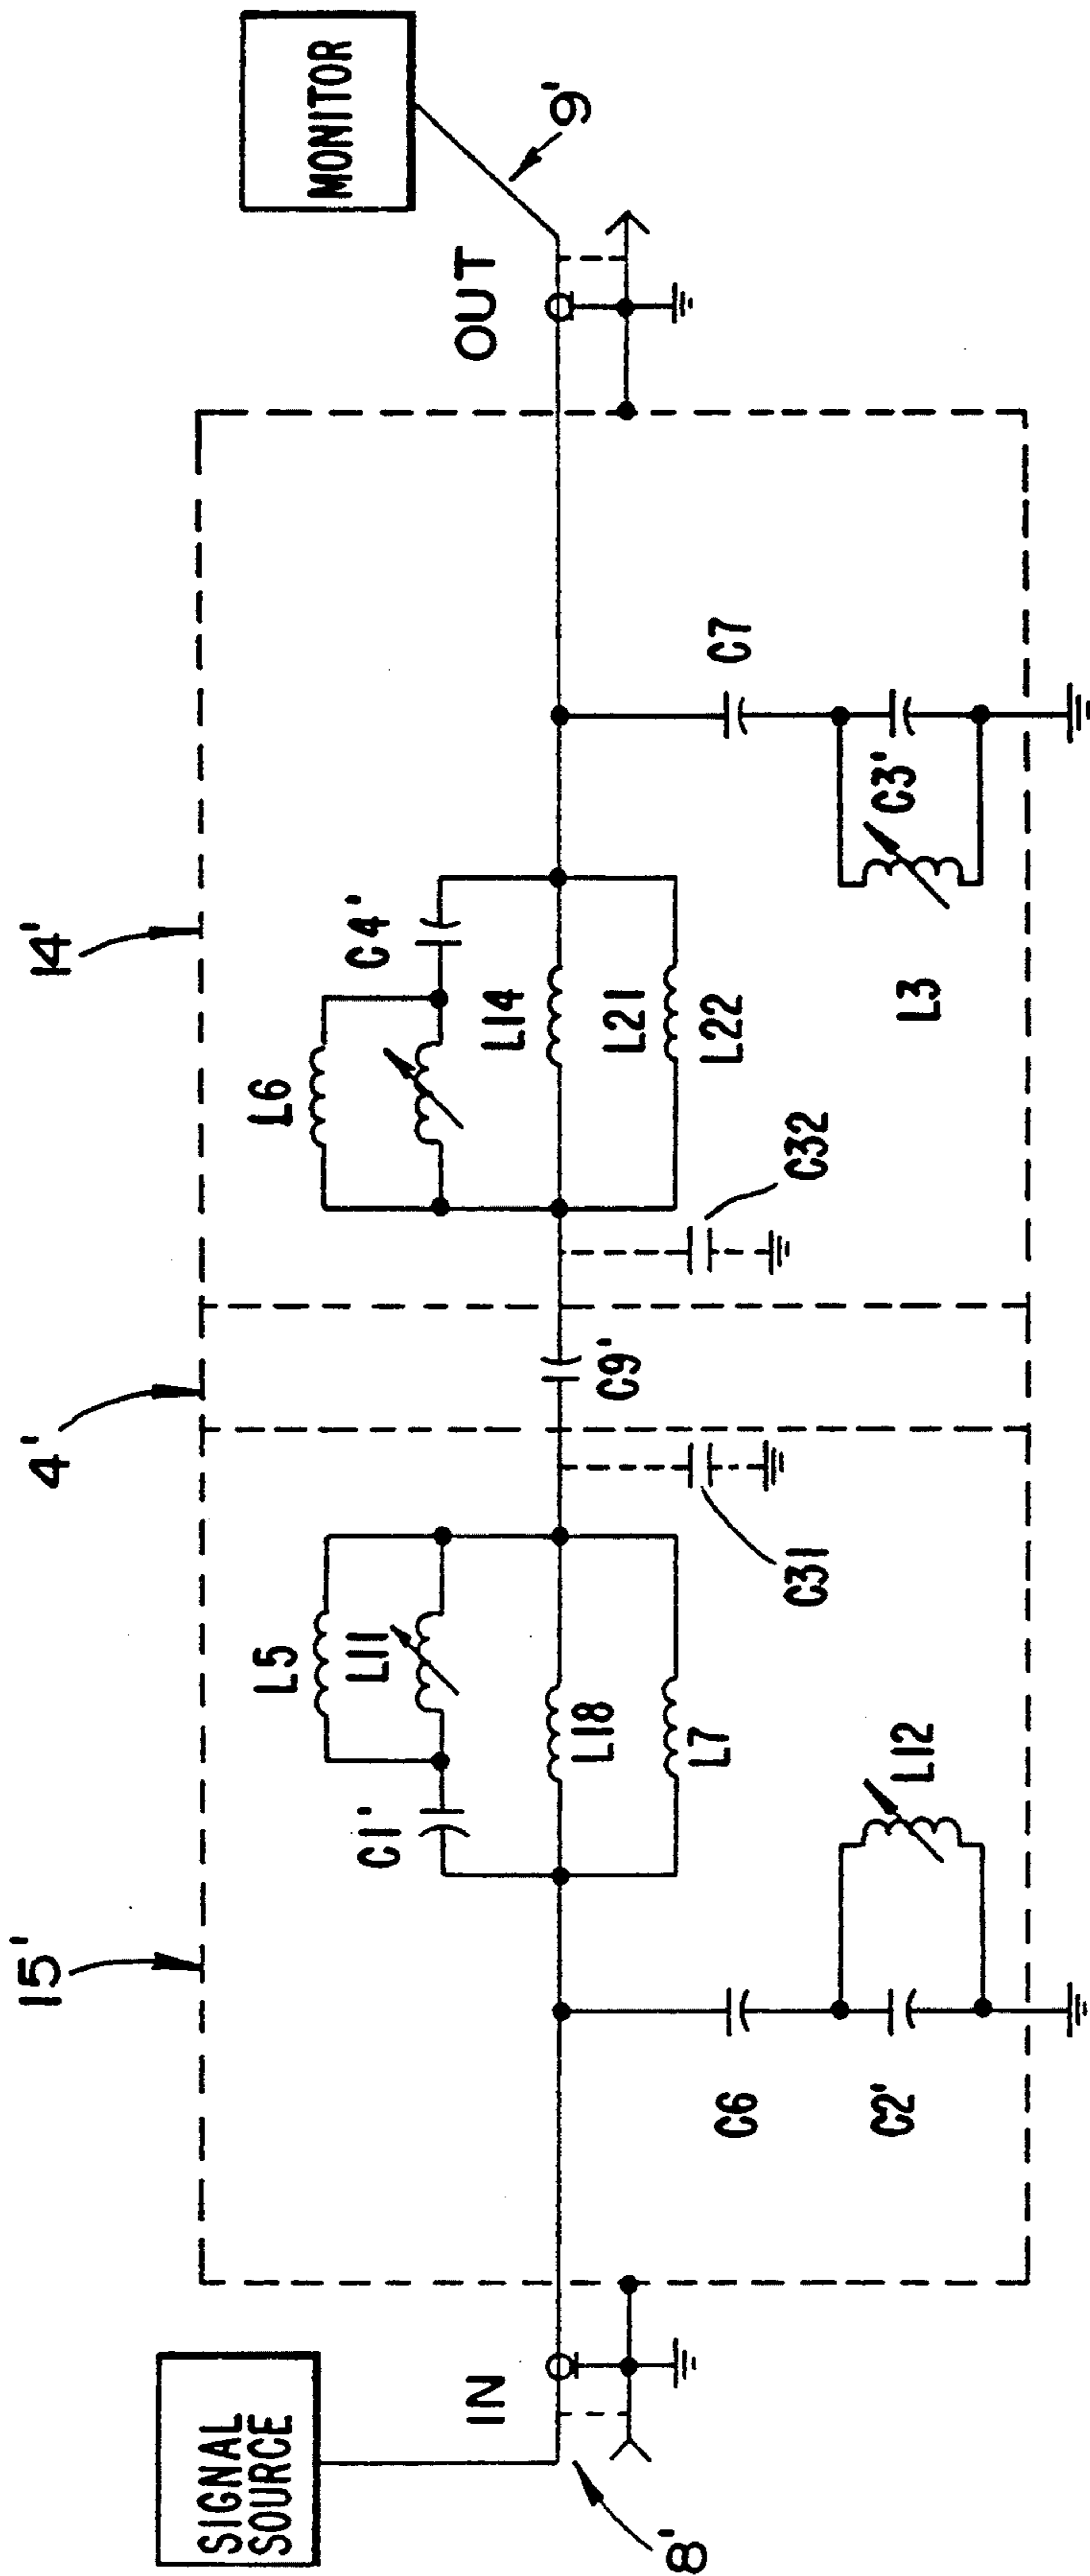 SIGNAL
SOURCE
8'
IN
15'
C6
C2'
L12
C1'
L5
L11
L18
L7
C31
4'
C9'
C32
14'
L6
C4'
L14
L21
L22
L3
C3'
C7
OUT
9'
MONITOR